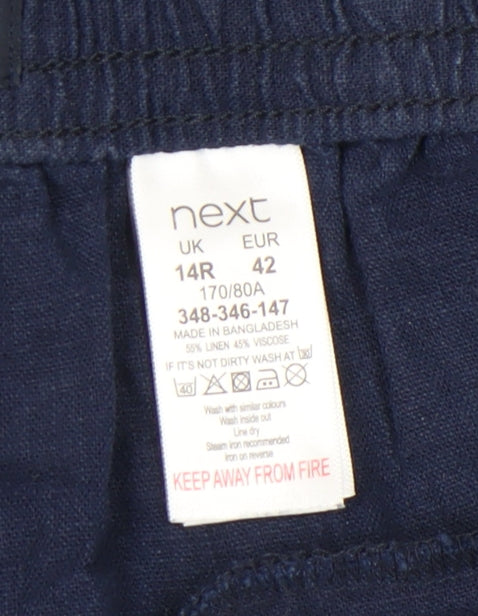 next
UK EUR
14R 42
170/80A
348-346-147
MADE IN BANGLADESH
55% LINEN 45% VISCOSE
IF IT'S NOT DIRTY WASH AT
40
Wash with similar colours
Wash inside out
Line dry
Steam iron recommended
Iron on reverse
KEEP AWAY FROM FIRE